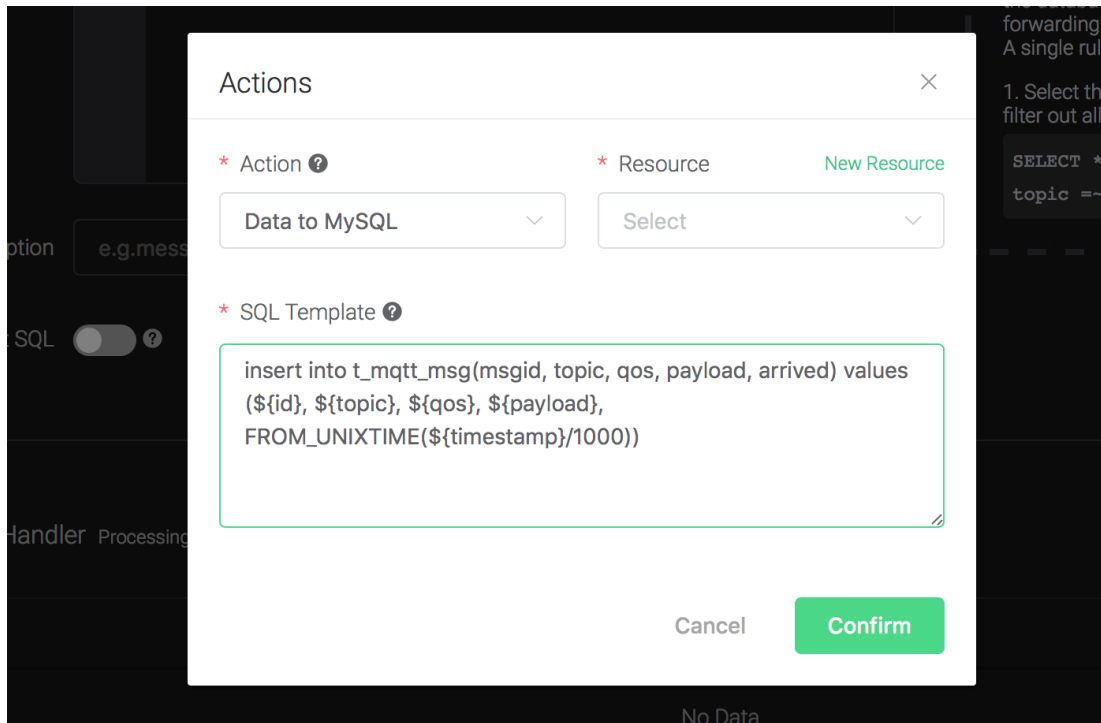 forwarding
A single rul
1. Select th
filter out all
SELECT *
topic =~
Actions
* Action ?
* Resource
New Resource
Data to MySQL
Select
ption
e.g.mess
SQL
?
* SQL Template ?
insert into t_mqtt_msg(msgid, topic, qos, payload, arrived) values
(${id}, ${topic}, ${qos}, ${payload},
FROM_UNIXTIME(${timestamp}/1000))
Handler Processing
Cancel
Confirm
No Data